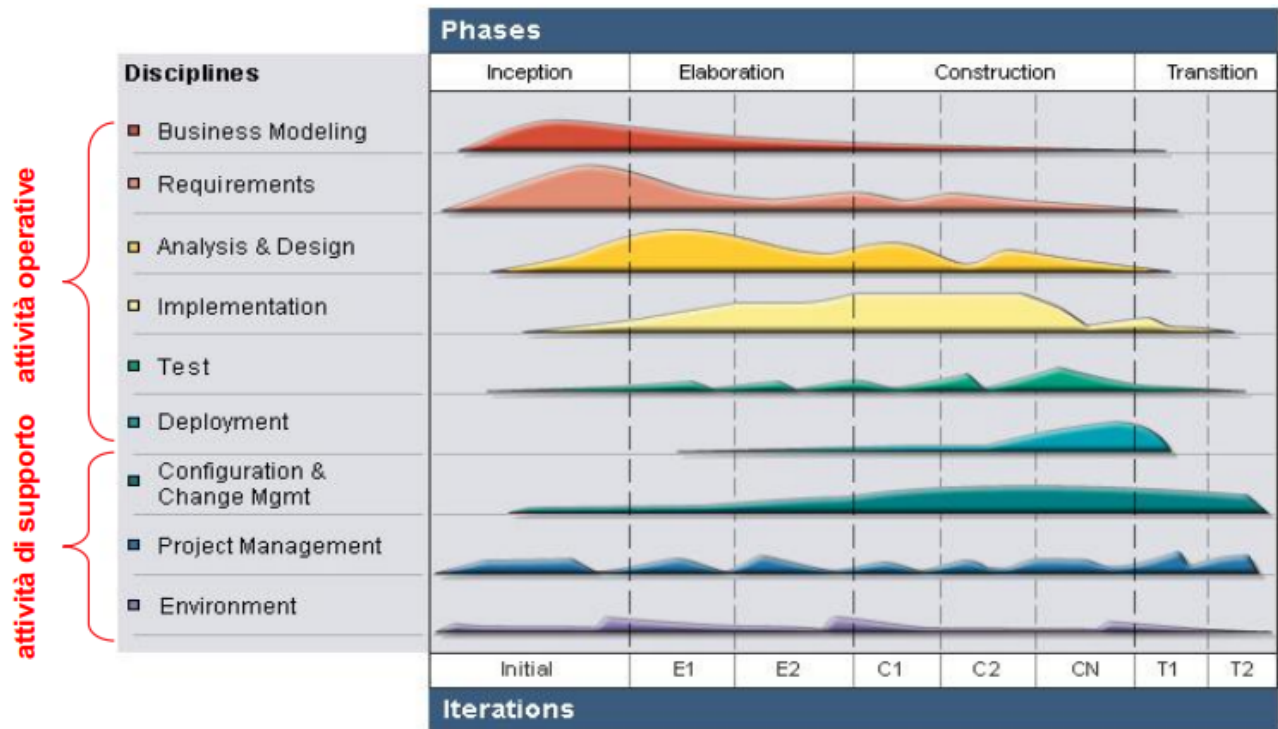 Phases
Disciplines
Inception
Elaboration
Construction
Transition
attività operative
Business Modeling
Requirements
Analysis & Design
Implementation
Test
Deployment
attività di supporto
Configuration &
Change Mgmt
Project Management
Environment
Initial
E1
E2
C1
C2
CN
T1
T2
Iterations